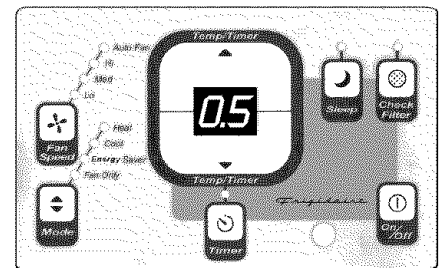 Temp/Timer
Auto Fan
Hi
Med
Lo
0.5
Sleep
Check
Filter
Fan
Speed
Heat
Cool
Energy Saver
Fan Only
Temp/Timer
Mode
Timer
Frigidaire
On/
Off